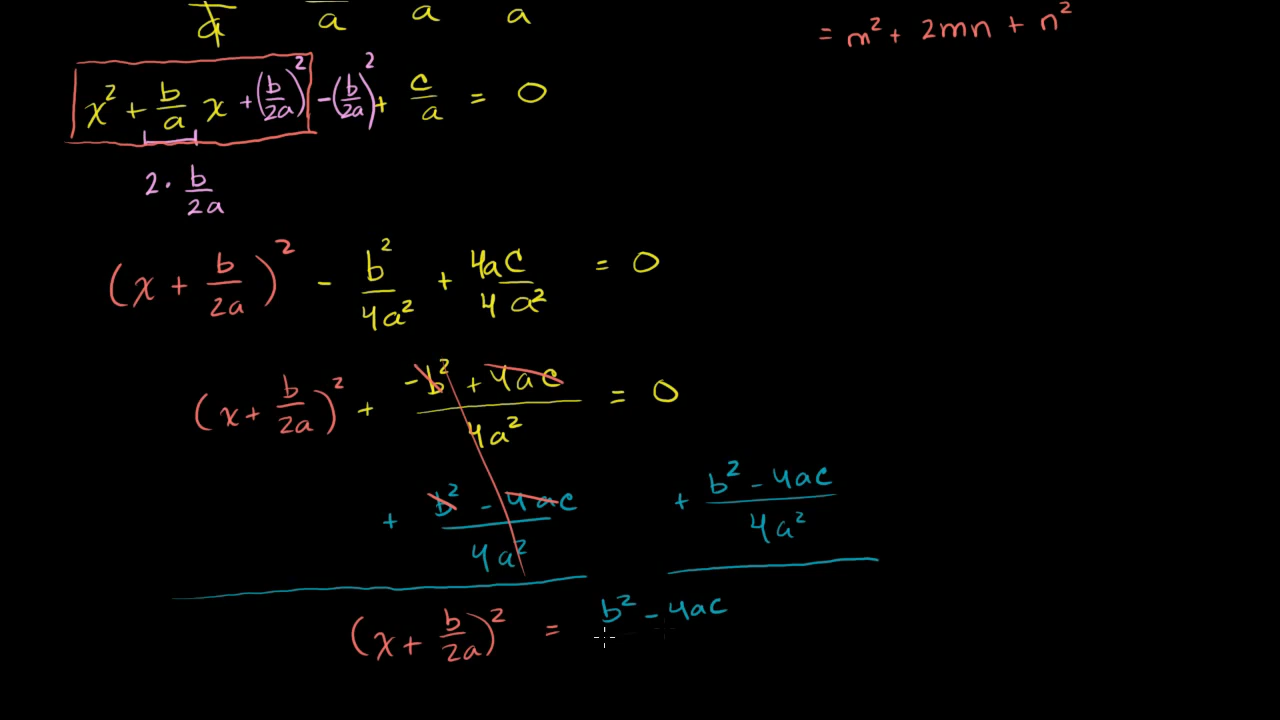 a a a a
= m² + 2mn + n²
x² + b/a x + (b/2a)² - (b/2a)² + c/a = 0
2 · b/2a
(x + b/2a)² - b²/4a² + 4ac/4a² = 0
(x + b/2a)² + (-b² + 4ac)/4a² = 0
+ (b² - 4ac)/4a² + (b² - 4ac)/4a²
(x + b/2a)² = b² - 4ac